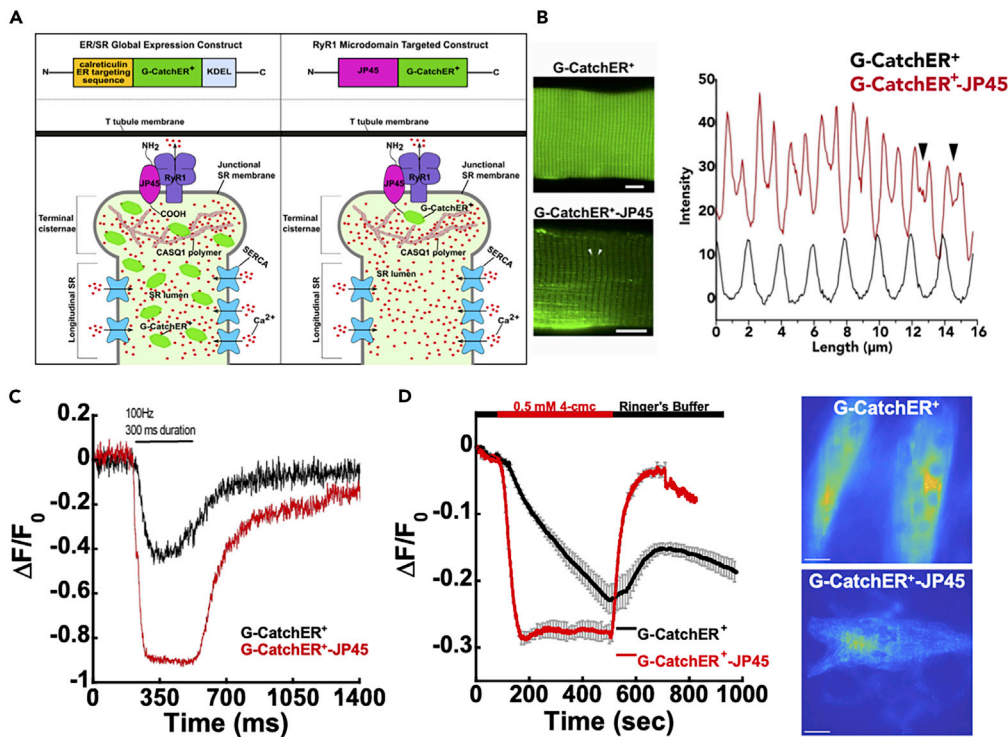 A
ER/SR Global Expression Construct
N
calreticulin
ER targeting
sequence
G-CatchER+
KDEL
C
RyR1 Microdomain Targeted Construct
N
JP45
G-CatchER+
C
T tubule membrane
NH2
JP45
RyR1
Junctional
SR membrane
COOH
Terminal
cisternae
CASQ1 polymer
SERCA
SR lumen
Longitudinal SR
G-CatchER+
Ca2+
T tubule membrane
NH2
JP45
RyR1
Junctional
SR membrane
G-CatchER+
COOH
Terminal
cisternae
CASQ1 polymer
SERCA
SR lumen
Longitudinal SR
Ca2+
B
G-CatchER+
G-CatchER+-JP45
G-CatchER+
G-CatchER+-JP45
Intensity
50
40
30
20
10
0
0 2 4 6 8 10 12 14 16
Length (µm)
C
100Hz
300 ms duration
ΔF/F0
0.2
0
-0.2
-0.4
-0.6
-0.8
-1
G-CatchER+
G-CatchER+-JP45
0 350 700 1050 1400
Time (ms)
D
0.5 mM 4-cmc
Ringer's Buffer
ΔF/F0
0
-0.1
-0.2
-0.3
G-CatchER+
G-CatchER+-JP45
0 200 400 600 800 1000
Time (sec)
G-CatchER+
G-CatchER+-JP45